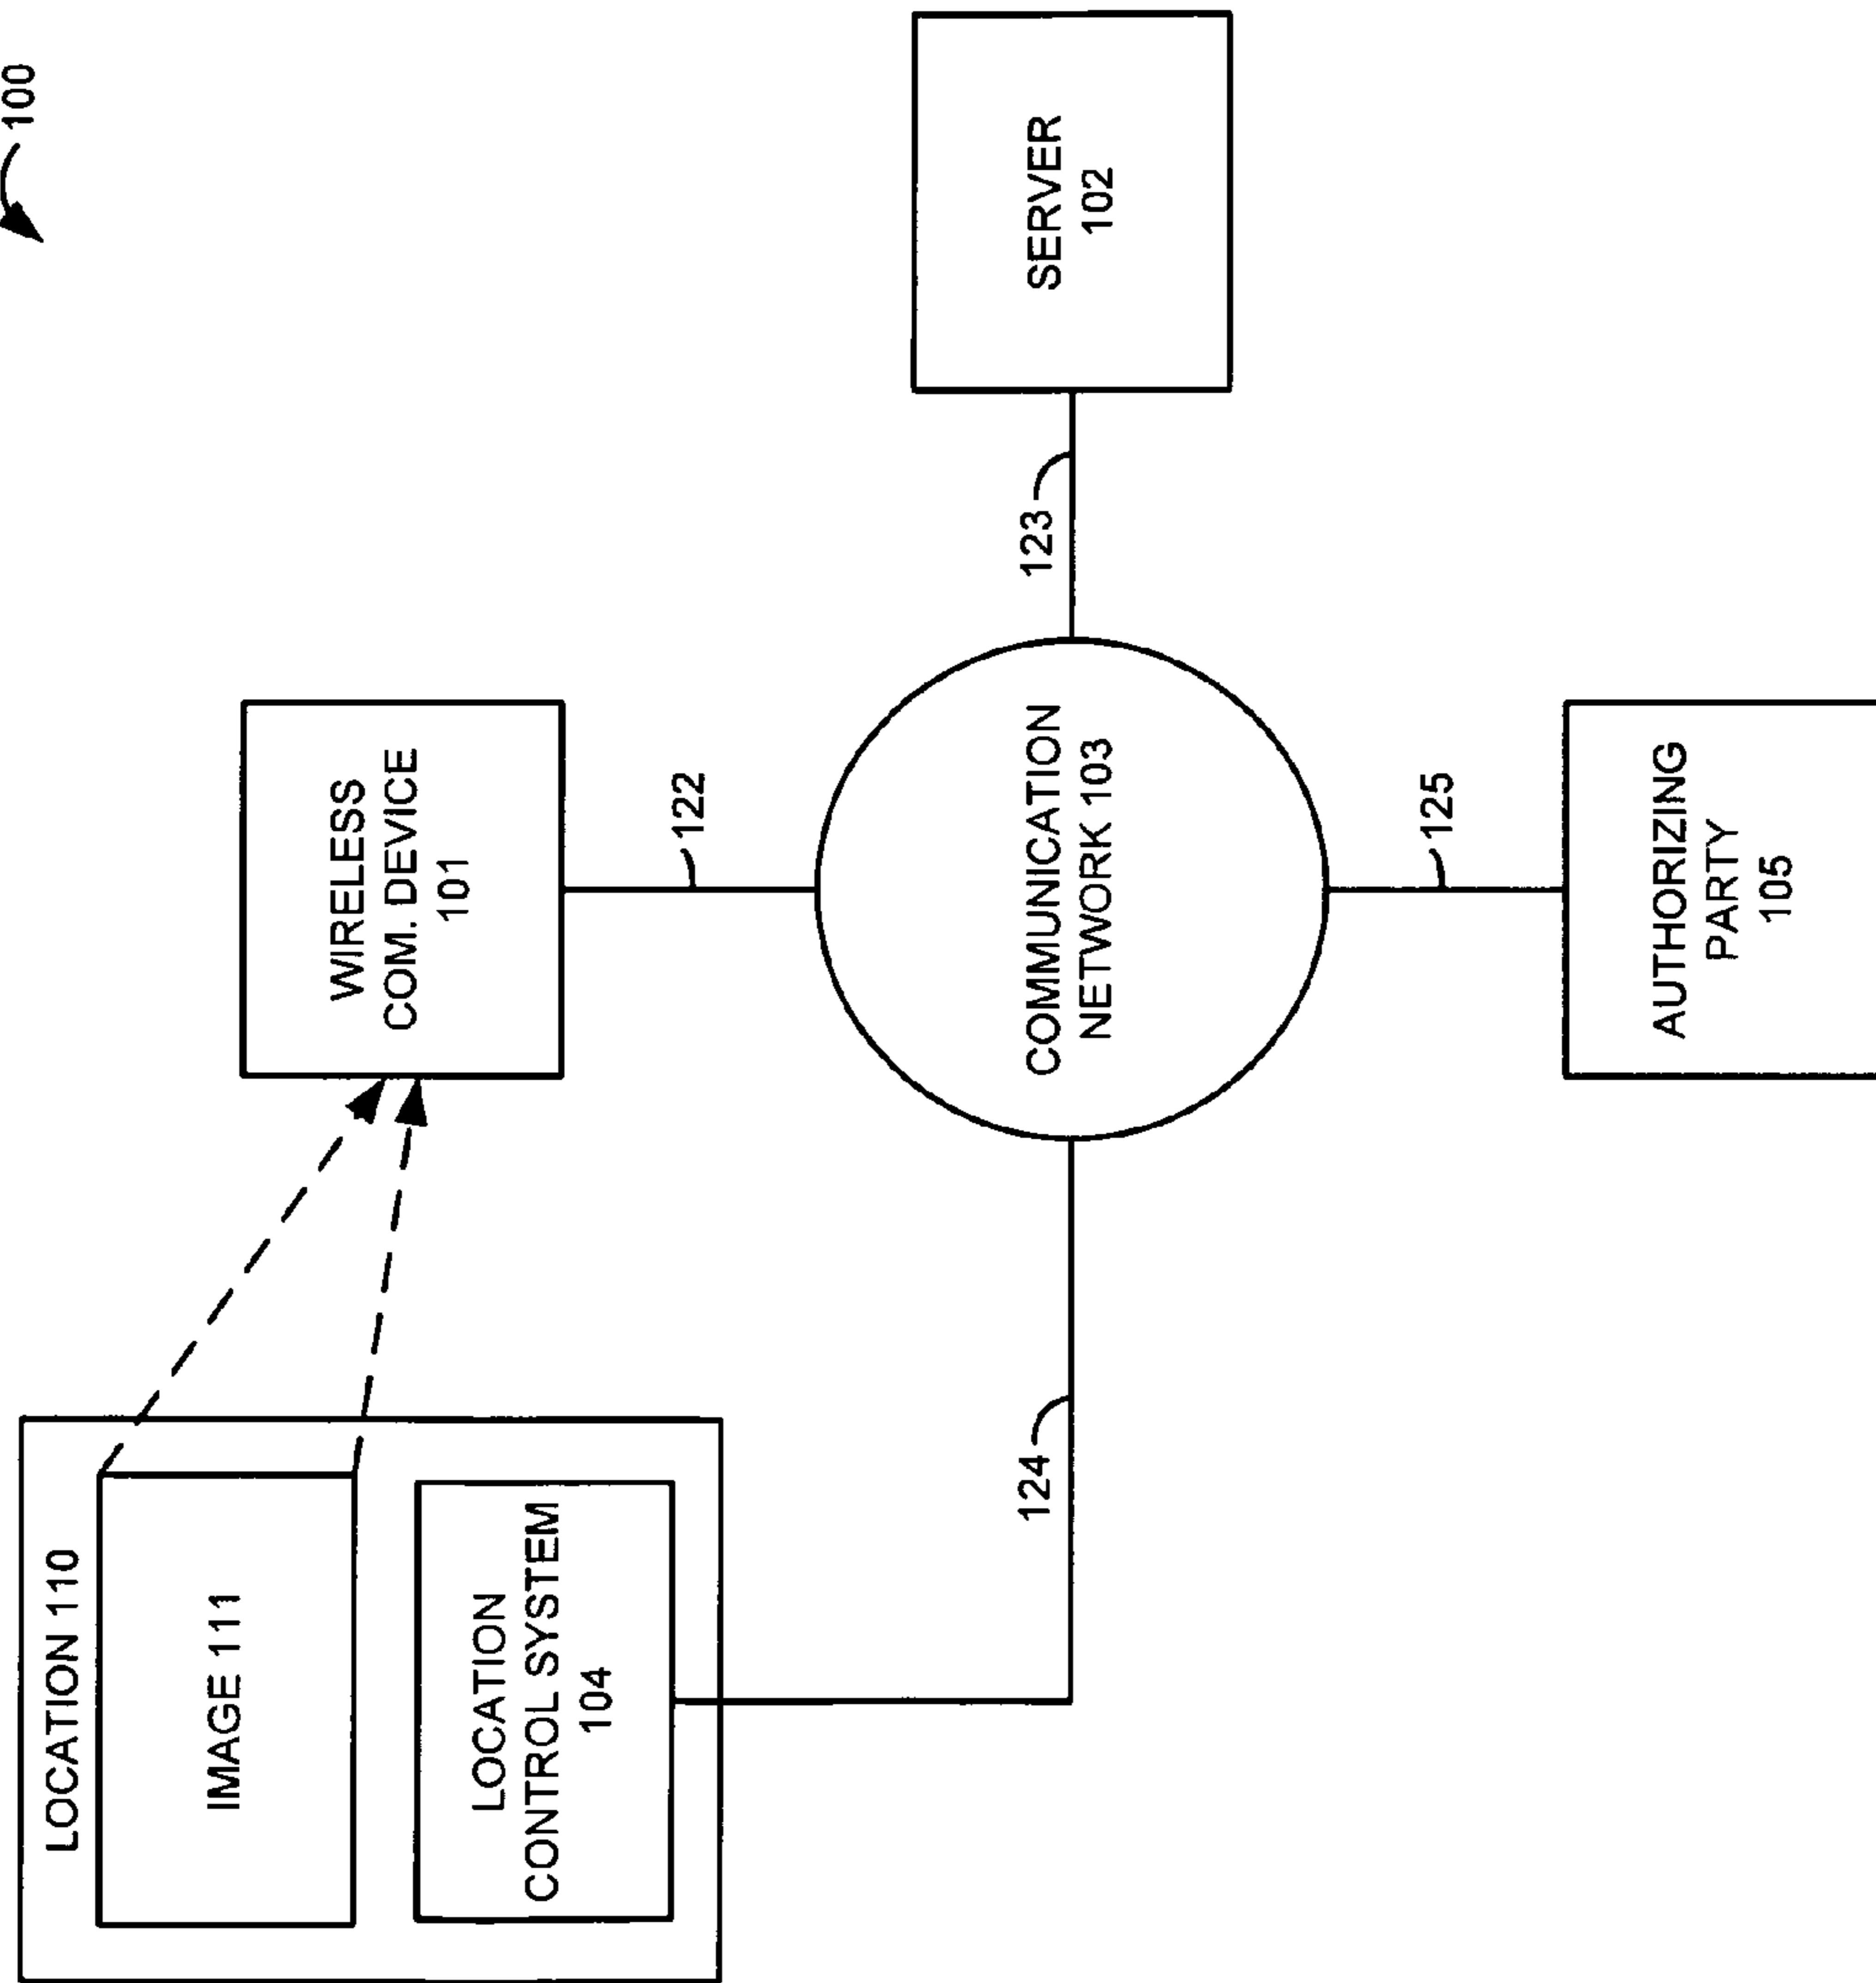 100
LOCATION 110
IMAGE 111
LOCATION
CONTROL SYSTEM
104
WIRELESS
COM. DEVICE
101
122
124
COMMUNICATION
NETWORK 103
123
SERVER
102
125
AUTHORIZING
PARTY
105